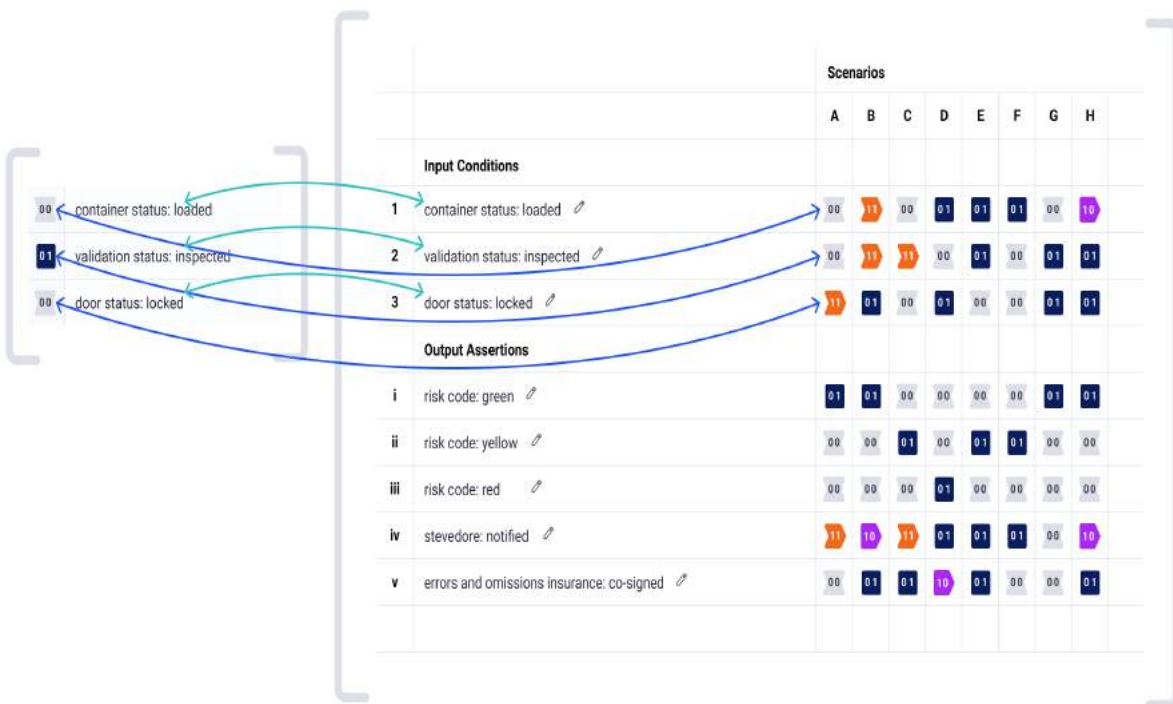 Scenarios
A B C D E F G H
Input Conditions
00 container status: loaded 1 container status: loaded 00 11 00 01 01 01 00 10
01 validation status: inspected 2 validation status: inspected 00 11 11 00 01 00 01 01
00 door status: locked 3 door status: locked 11 01 00 01 00 00 01 01
Output Assertions
i risk code: green 01 01 00 00 00 00 01 01
ii risk code: yellow 00 00 01 00 01 01 00 00
iii risk code: red 00 00 00 01 00 00 00 00
iv stevedore: notified 11 10 11 01 01 01 00 10
v errors and omissions insurance: co-signed 00 01 01 10 01 00 00 01